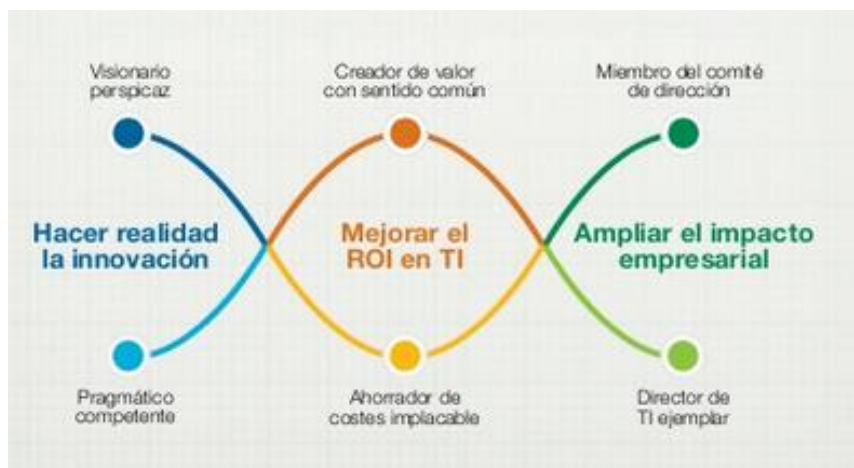 Visionario
perspicaz
Creador de valor
con sentido común
Miembro del comité
de dirección
Hacer realidad
la innovación
Mejorar el
ROI en TI
Ampliar el impacto
empresarial
Pragmático
competente
Ahorrador de
costes implacable
Director de
TI ejemplar